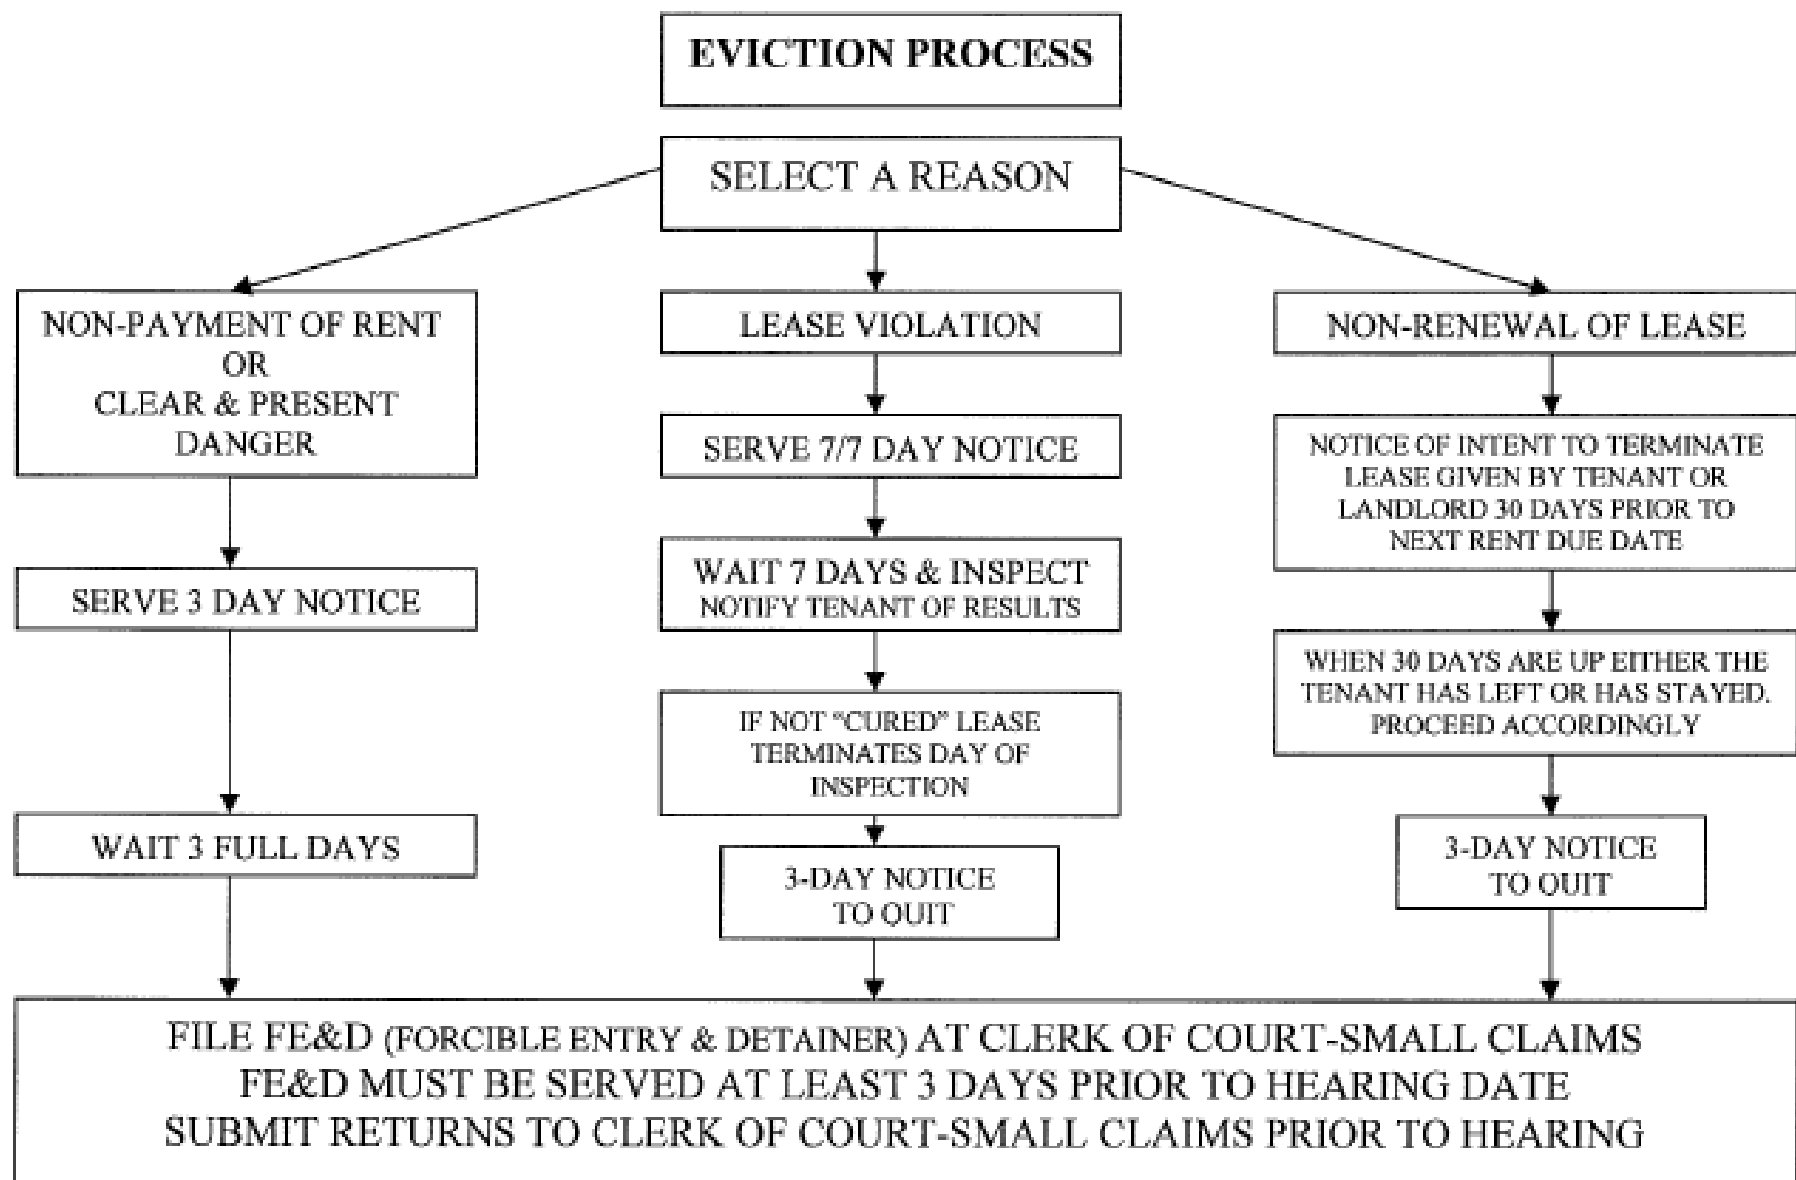 EVICTION PROCESS
SELECT A REASON
NON-PAYMENT OF RENT
OR
CLEAR & PRESENT
DANGER
SERVE 3 DAY NOTICE
WAIT 3 FULL DAYS
LEASE VIOLATION
SERVE 7/7 DAY NOTICE
WAIT 7 DAYS & INSPECT
NOTIFY TENANT OF RESULTS
IF NOT “CURED” LEASE
TERMINATES DAY OF
INSPECTION
3-DAY NOTICE
TO QUIT
NON-RENEWAL OF LEASE
NOTICE OF INTENT TO TERMINATE
LEASE GIVEN BY TENANT OR
LANDLORD 30 DAYS PRIOR TO
NEXT RENT DUE DATE
WHEN 30 DAYS ARE UP EITHER THE
TENANT HAS LEFT OR HAS STAYED.
PROCEED ACCORDINGLY
3-DAY NOTICE
TO QUIT
FILE FE&D (FORCIBLE ENTRY & DETAINER) AT CLERK OF COURT-SMALL CLAIMS
FE&D MUST BE SERVED AT LEAST 3 DAYS PRIOR TO HEARING DATE
SUBMIT RETURNS TO CLERK OF COURT-SMALL CLAIMS PRIOR TO HEARING